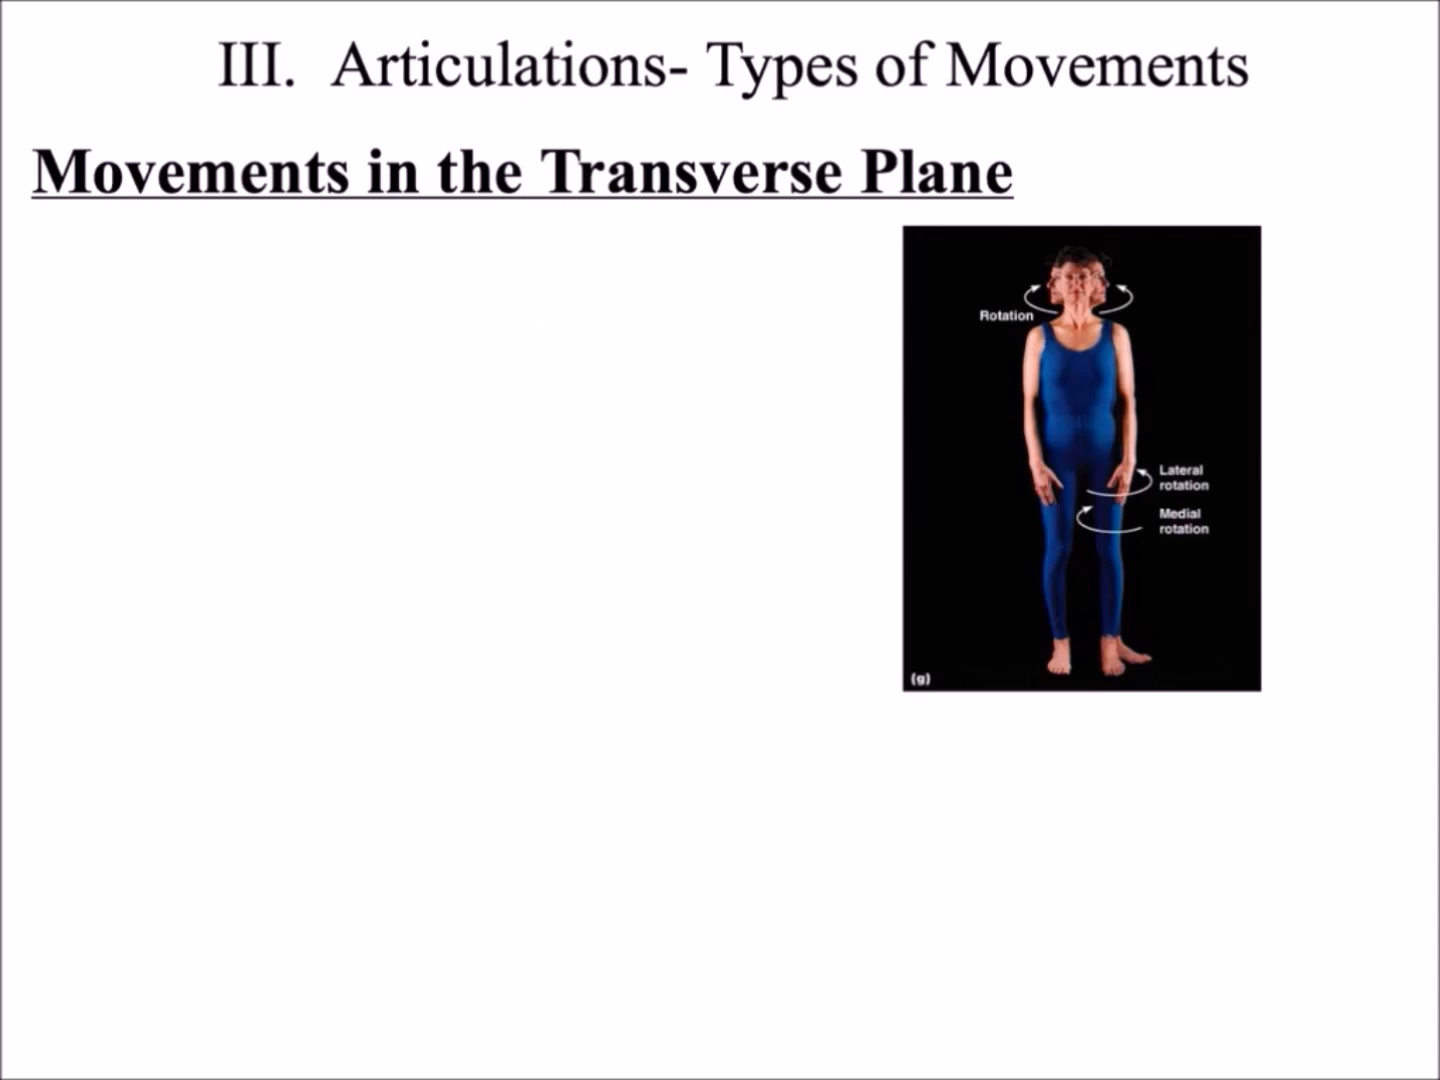 III. Articulations- Types of Movements
Movements in the Transverse Plane
Rotation
Lateral
rotation
Medial
rotation
(g)